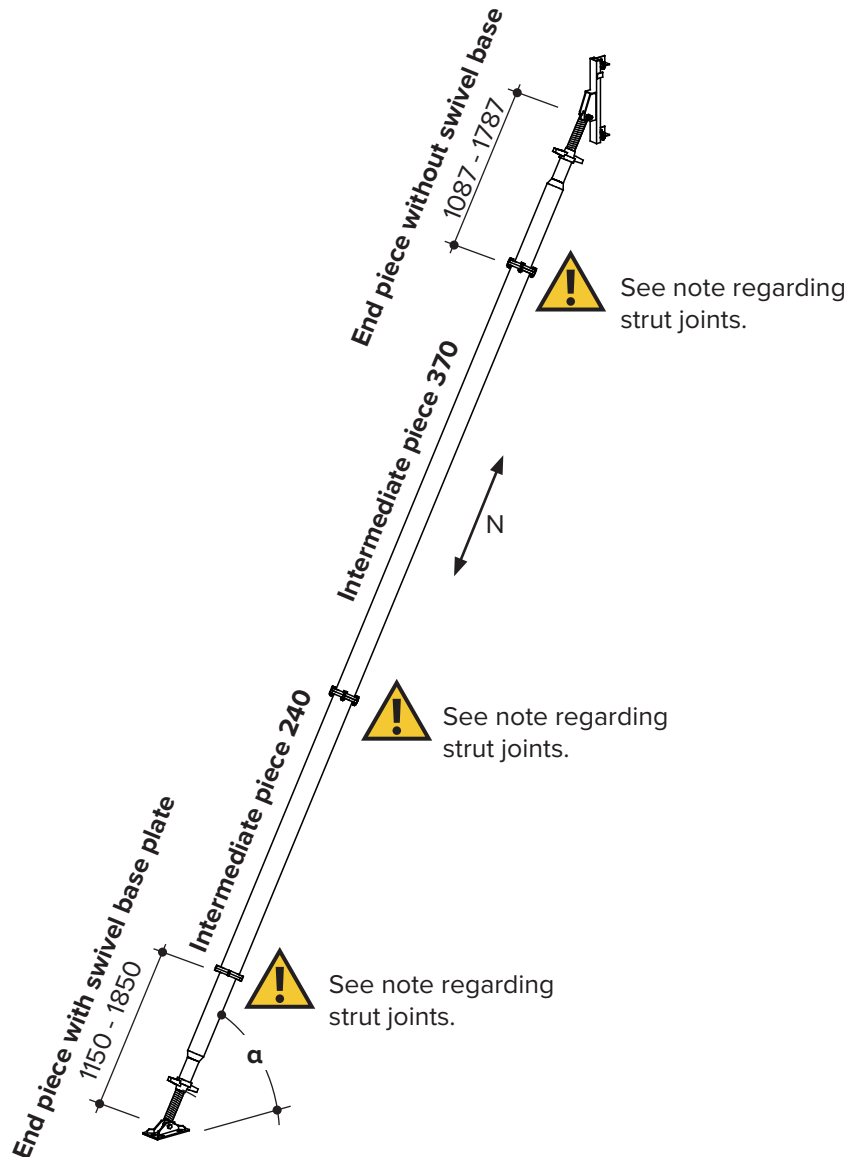 End piece without swivel base
1087 - 1787
See note regarding
strut joints.
Intermediate piece 370
N
See note regarding
strut joints.
Intermediate piece 240
End piece with swivel base plate
1150 - 1850
See note regarding
strut joints.
α